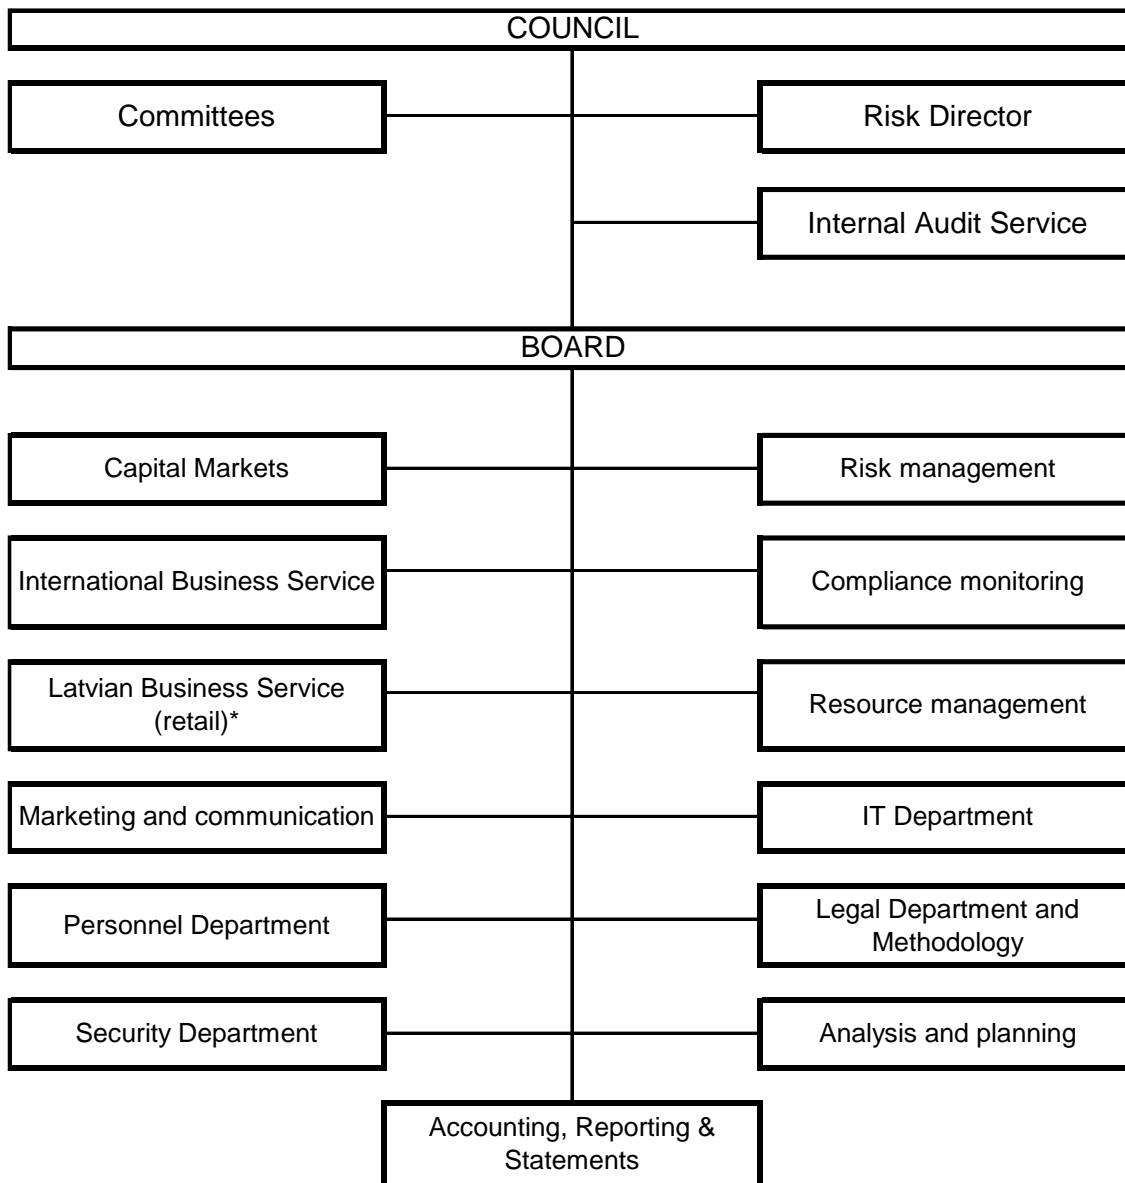 COUNCIL
Committees
Risk Director
Internal Audit Service
BOARD
Capital Markets
Risk management
International Business Service
Compliance monitoring
Latvian Business Service
(retail)*
Resource management
Marketing and communication
IT Department
Personnel Department
Legal Department and
Methodology
Security Department
Analysis and planning
Accounting, Reporting &
Statements